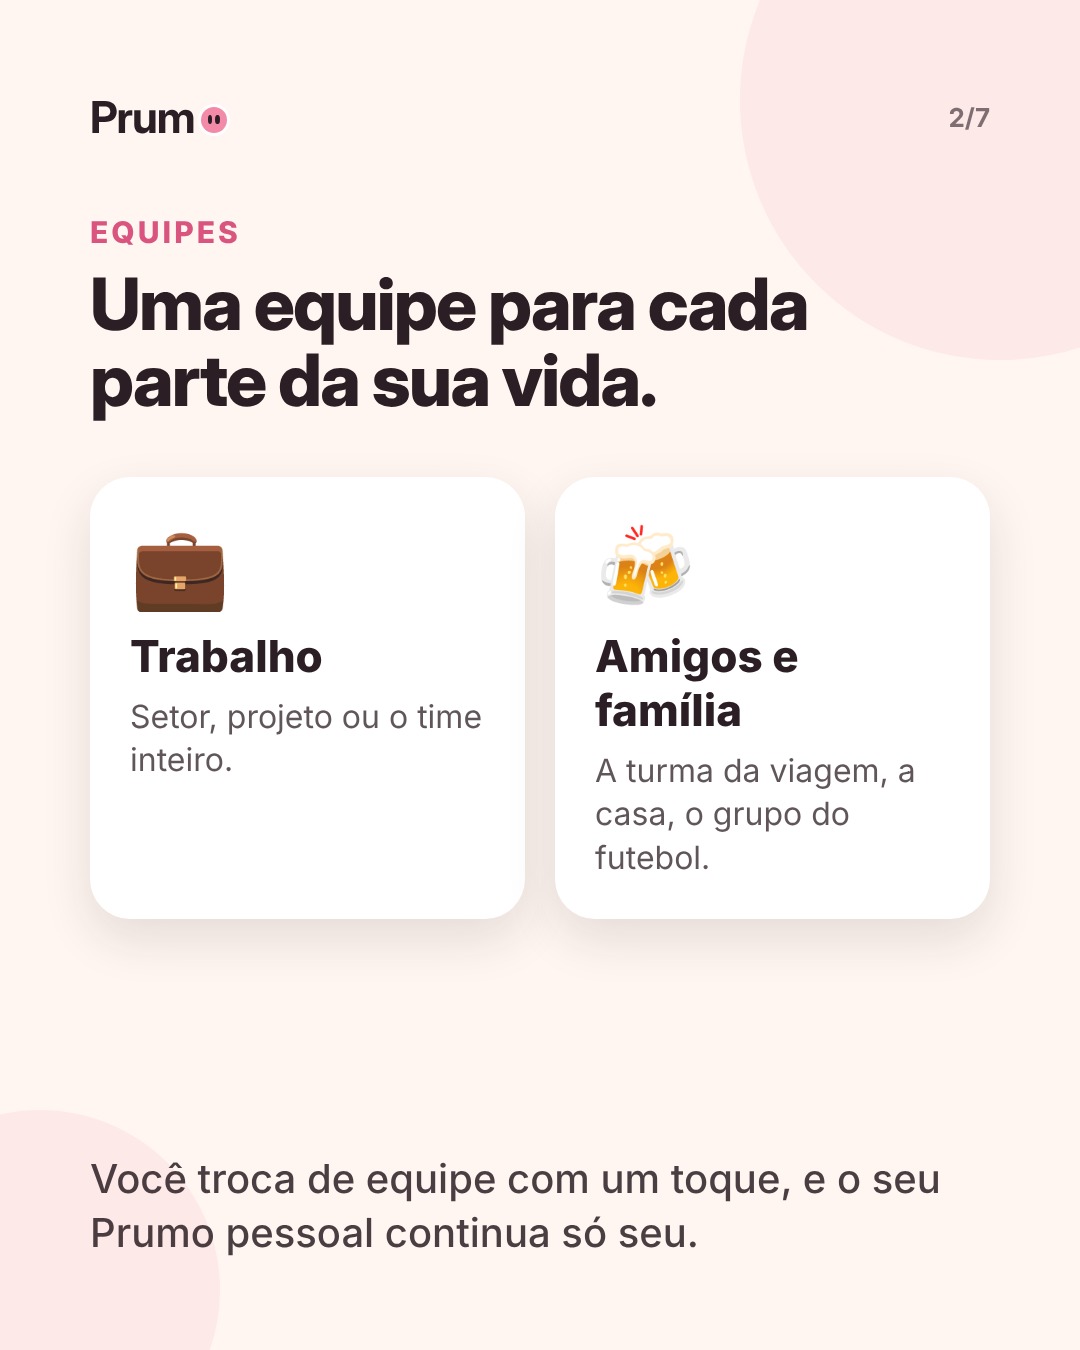 Prumo
2/7
EQUIPES
Uma equipe para cada
parte da sua vida.
Trabalho
Setor, projeto ou o time
inteiro.
Amigos e
família
A turma da viagem, a
casa, o grupo do
futebol.
Você troca de equipe com um toque, e o seu
Prumo pessoal continua só seu.